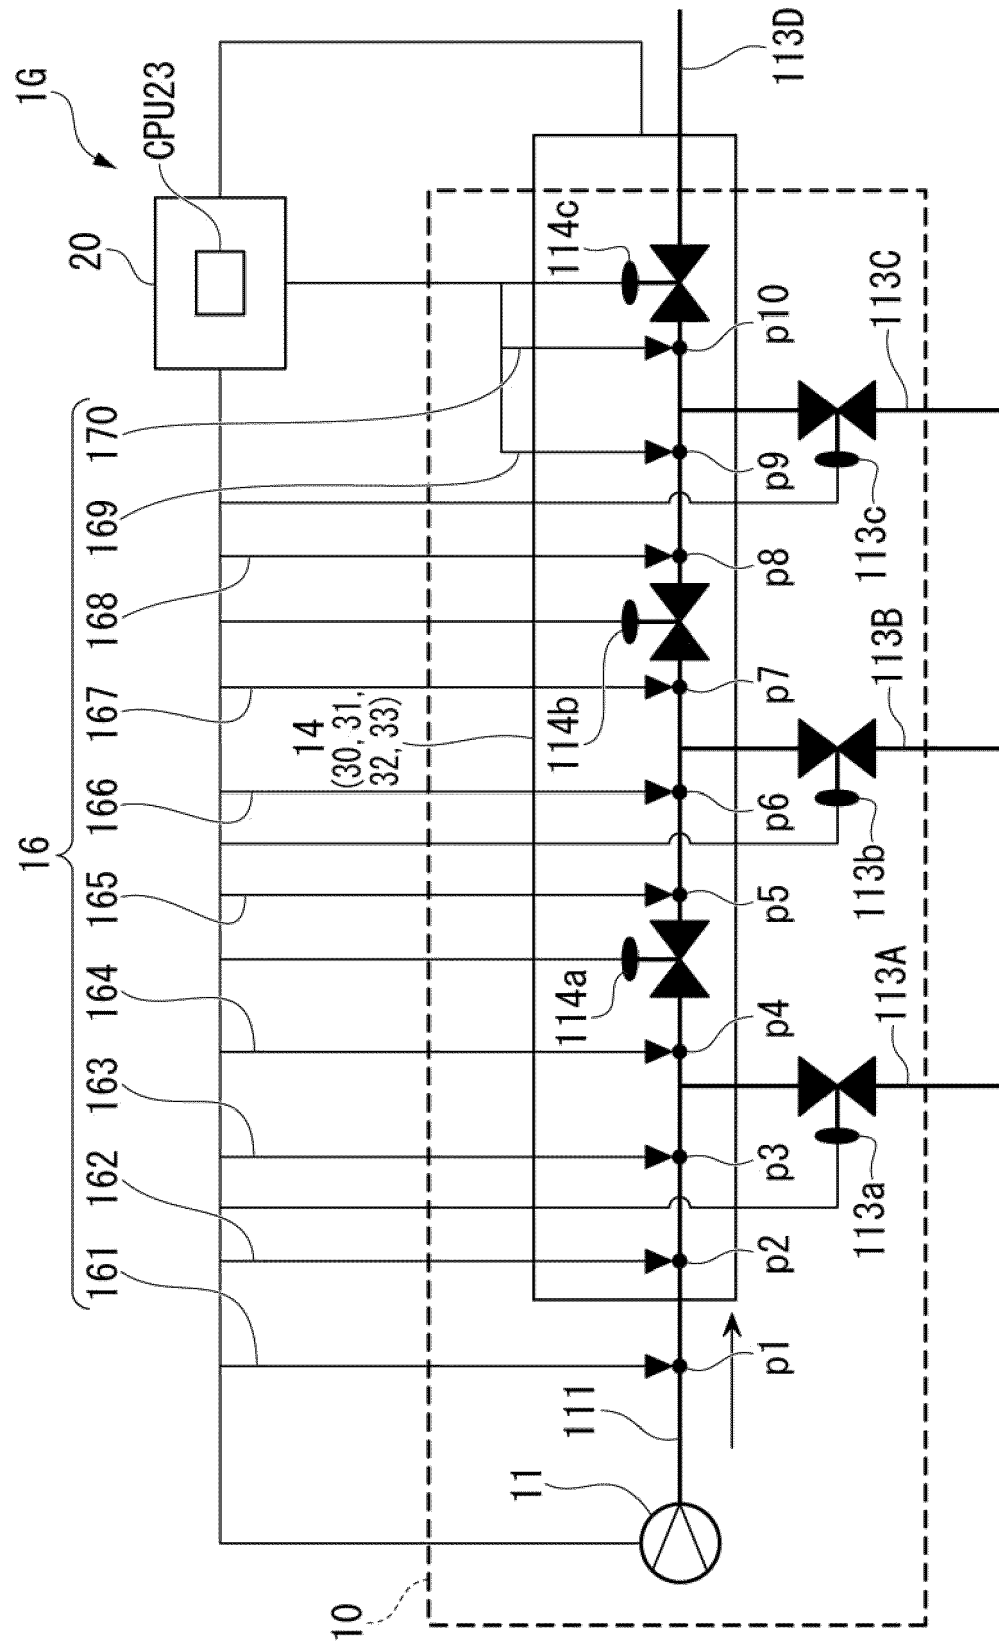 1G
20
CPU23
16
161
162
163
164
165
166
167
168
169
170
14
(30, 31,
32, 33)
114a
114b
114c
10
11
111
p1
p2
p3
p4
p5
p6
p7
p8
p9
p10
113a
113A
113b
113B
113c
113C
113D